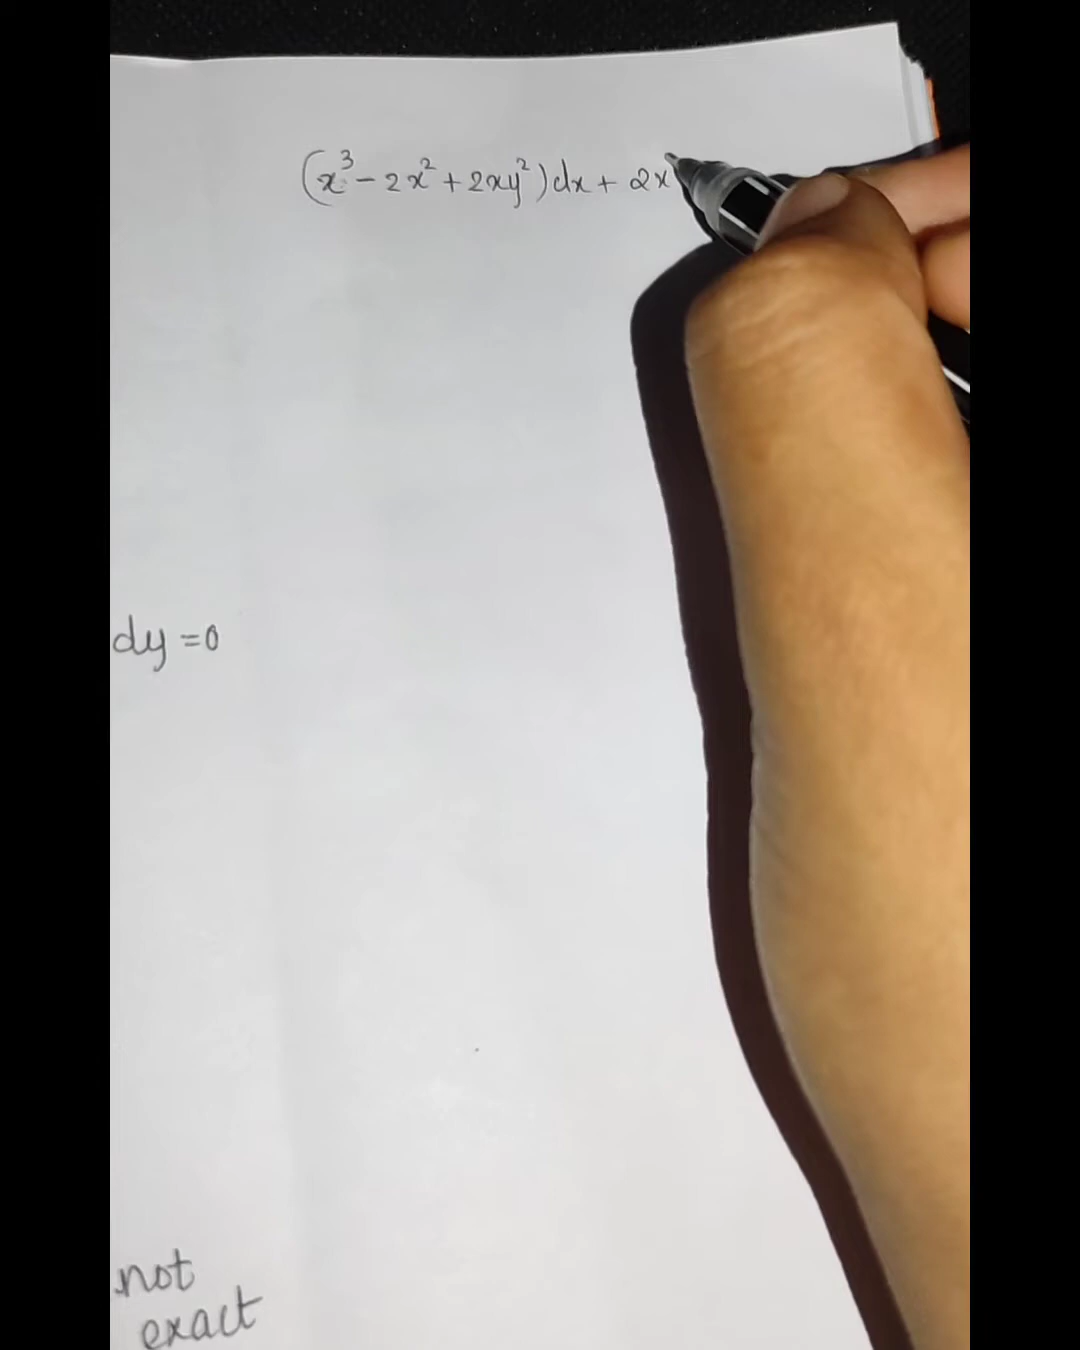 (x³ - 2x² + 2xy²) dx + 2x
dy = 0
not
exact